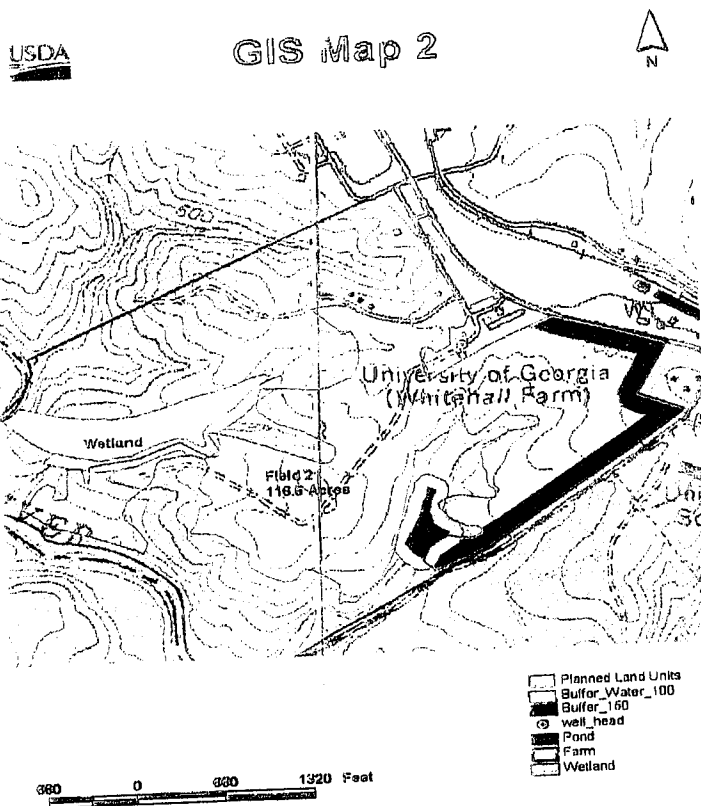 USDA
GIS Map 2
N
500
University of Georgia
(Whitehall Farm)
Wetland
Field 2
116.6 Acres
Planned Land Units
Buffer_Water_100
Buffer_150
well_head
Pond
Farm
Wetland
660 0 660 1320 Feet